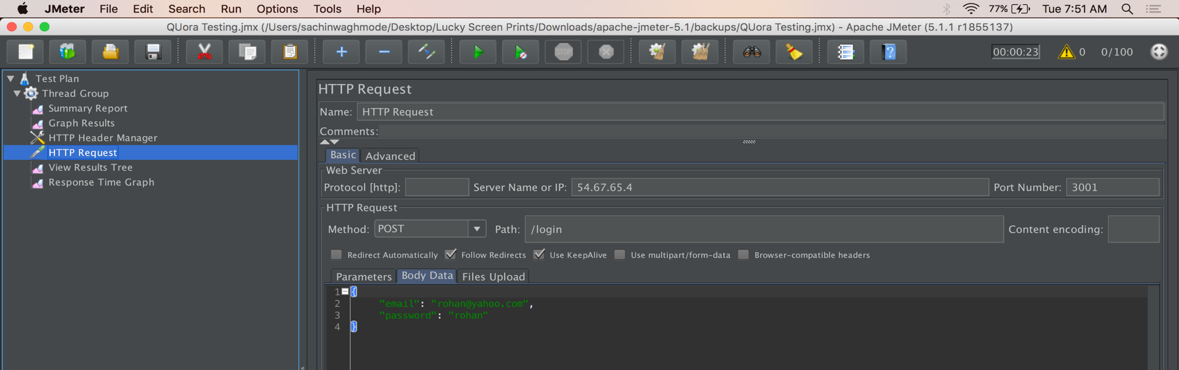 JMeter File Edit Search Run Options Tools Help 77% Tue 7:51 AM
QUora Testing.jmx (/Users/sachinwaghmode/Desktop/Lucky Screen Prints/Downloads/apache-jmeter-5.1/backups/QUora Testing.jmx) - Apache JMeter (5.1.1 r1855137)
00:00:23 0 0/100
Test Plan
Thread Group
Summary Report
Graph Results
HTTP Header Manager
HTTP Request
View Results Tree
Response Time Graph
HTTP Request
Name: HTTP Request
Comments:
Basic Advanced
Web Server
Protocol [http]: Server Name or IP: 54.67.65.4 Port Number: 3001
HTTP Request
Method: POST Path: /login Content encoding:
Redirect Automatically Follow Redirects Use KeepAlive Use multipart/form-data Browser-compatible headers
Parameters Body Data Files Upload
1 {
2 "email": "rohan@yahoo.com",
3 "password": "rohan"
4 }